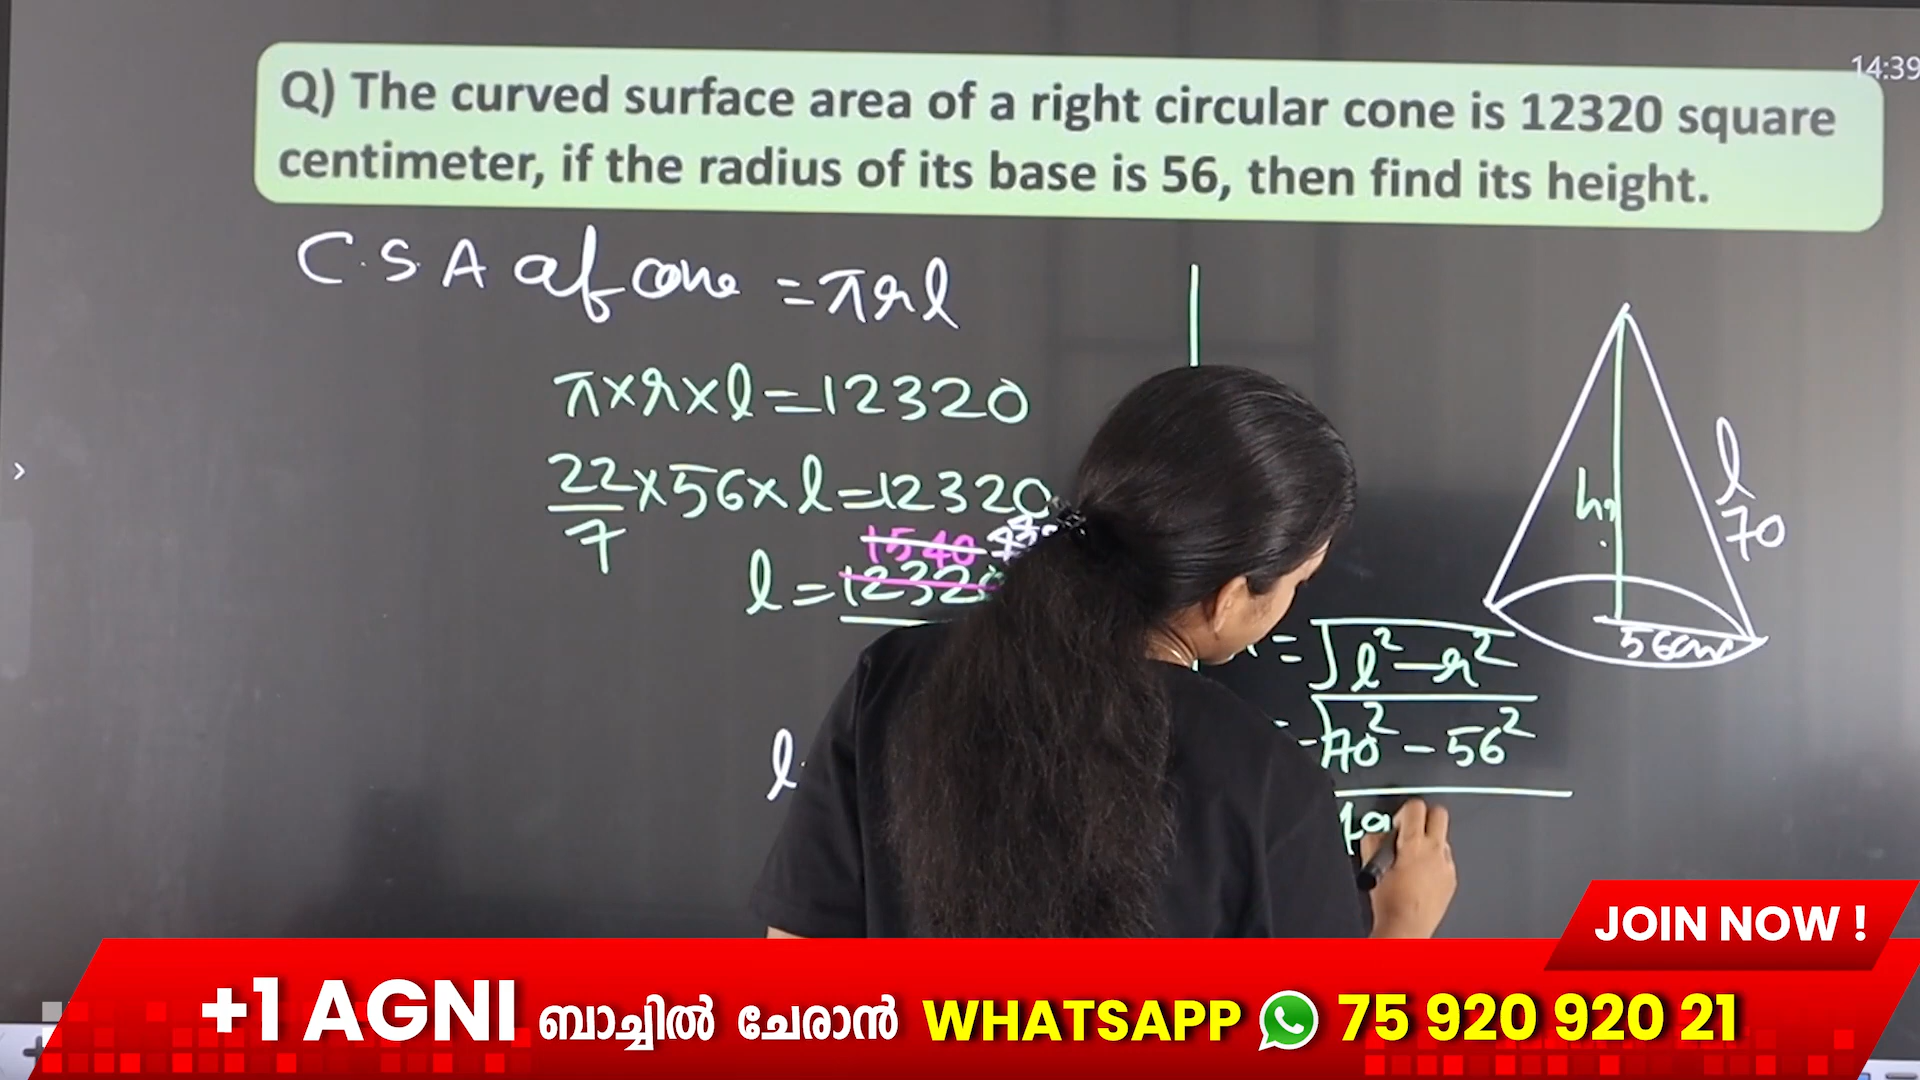 14:39
Q) The curved surface area of a right circular cone is 12320 square
centimeter, if the radius of its base is 56, then find its height.
C.S.A of cone = πrl
π×r×l=12320
22/7 ×56× l=12320
1540
l = 12320
l
= √l²-r²
= √70² - 56²
h
l
70
56cm
JOIN NOW !
+1 AGNI ബാച്ചിൽ ചേരാൻ WHATSAPP 75 920 920 21